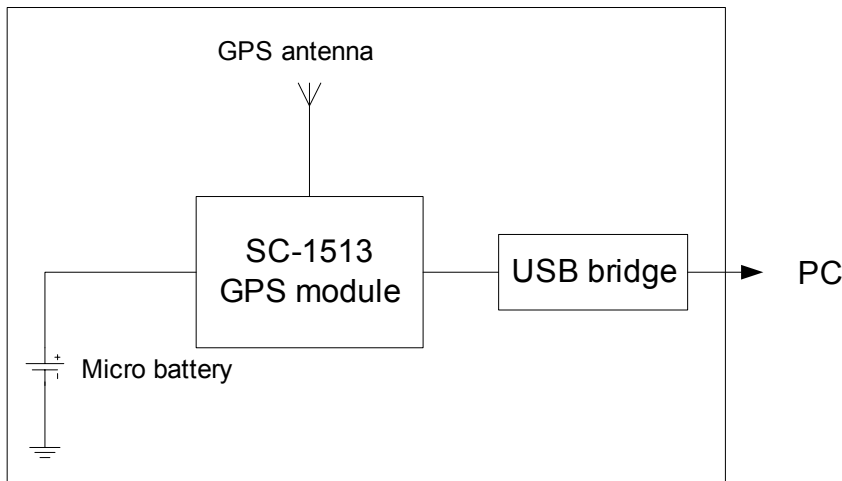 GPS antenna
SC-1513
GPS module
USB bridge
PC
+
Micro battery
-